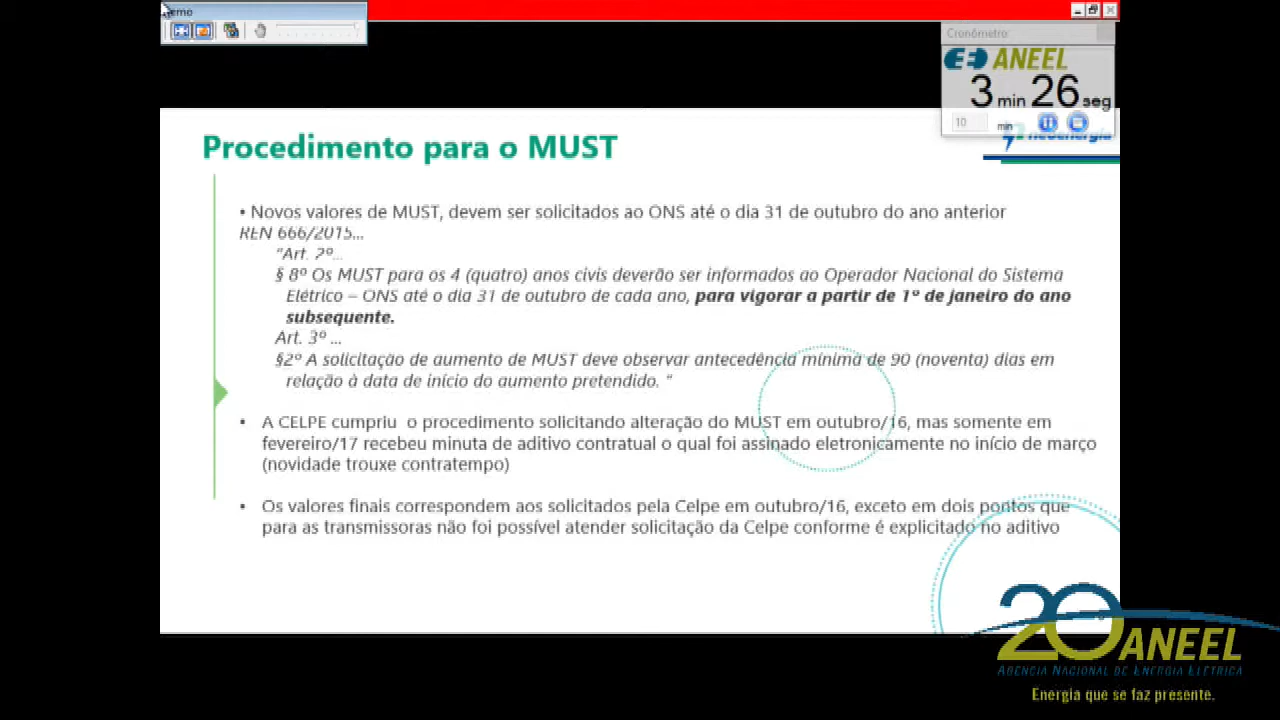 emo
Cronômetro
ANEEL
3 min 26 seg
10 min
neoenergia
Procedimento para o MUST
• Novos valores de MUST, devem ser solicitados ao ONS até o dia 31 de outubro do ano anterior
REN 666/2015...
"Art. 2º...
§ 8º Os MUST para os 4 (quatro) anos civis deverão ser informados ao Operador Nacional do Sistema
Elétrico – ONS até o dia 31 de outubro de cada ano, para vigorar a partir de 1º de janeiro do ano
subsequente.
Art. 3º ...
§2º A solicitação de aumento de MUST deve observar antecedência mínima de 90 (noventa) dias em
relação à data de início do aumento pretendido. "
• A CELPE cumpriu o procedimento solicitando alteração do MUST em outubro/16, mas somente em
fevereiro/17 recebeu minuta de aditivo contratual o qual foi assinado eletronicamente no início de março
(novidade trouxe contratempo)
• Os valores finais correspondem aos solicitados pela Celpe em outubro/16, exceto em dois pontos que
para as transmissoras não foi possível atender solicitação da Celpe conforme é explicitado no aditivo
20 ANEEL
AGÊNCIA NACIONAL DE ENERGIA ELÉTRICA
Energia que se faz presente.